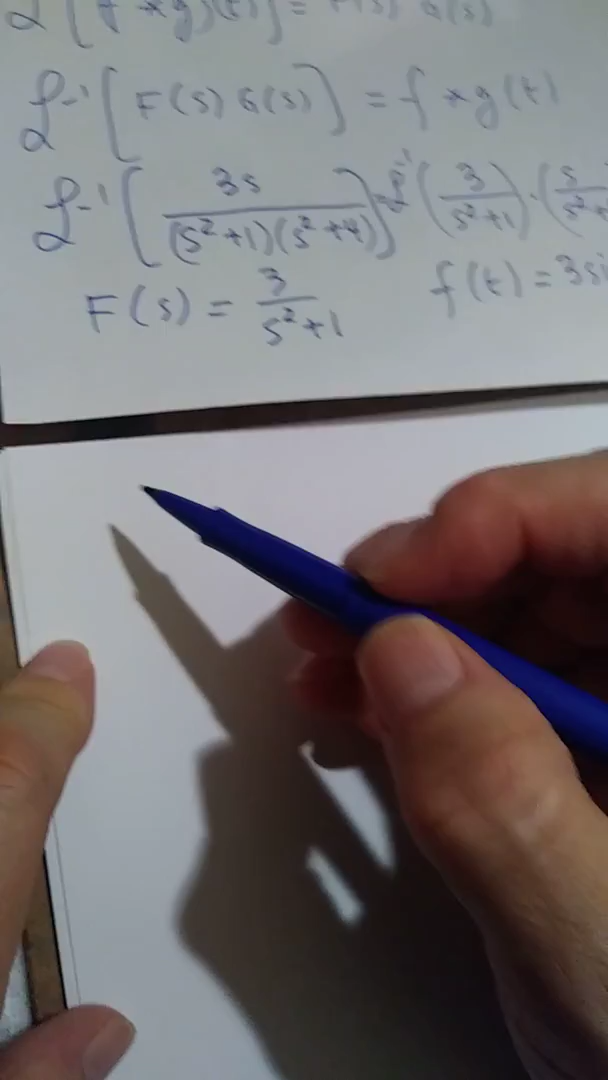 ℒ [f * g)(t)] = F(s) G(s)
ℒ⁻¹ [F(s) G(s)] = f * g(t)
ℒ⁻¹ [3s / (s²+1)(s²+4)] = ℒ⁻¹ (3 / s²+1) · (s / s²+
F(s) = 3 / s²+1 f(t) = 3si